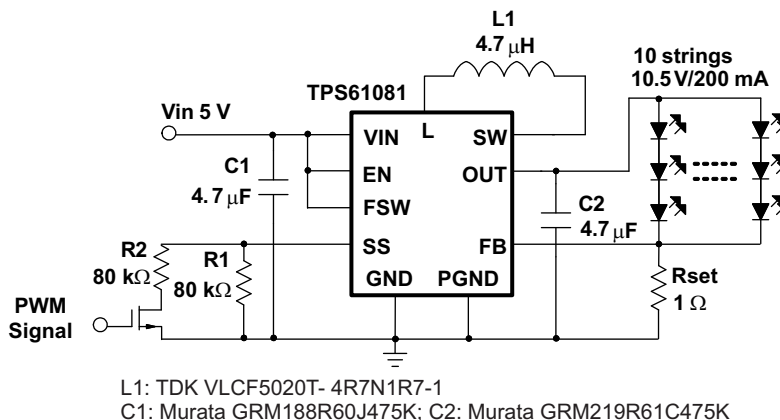 L1
4.7 μH
10 strings
10.5 V/200 mA
TPS61081
Vin 5 V
L
VIN
SW
C1
4.7 μF
EN
OUT
FSW
C2
4.7 μF
R2
80 kΩ
R1
80 kΩ
SS
FB
GND
PGND
Rset
1 Ω
PWM
Signal
L1: TDK VLCF5020T- 4R7N1R7-1
C1: Murata GRM188R60J475K; C2: Murata GRM219R61C475K